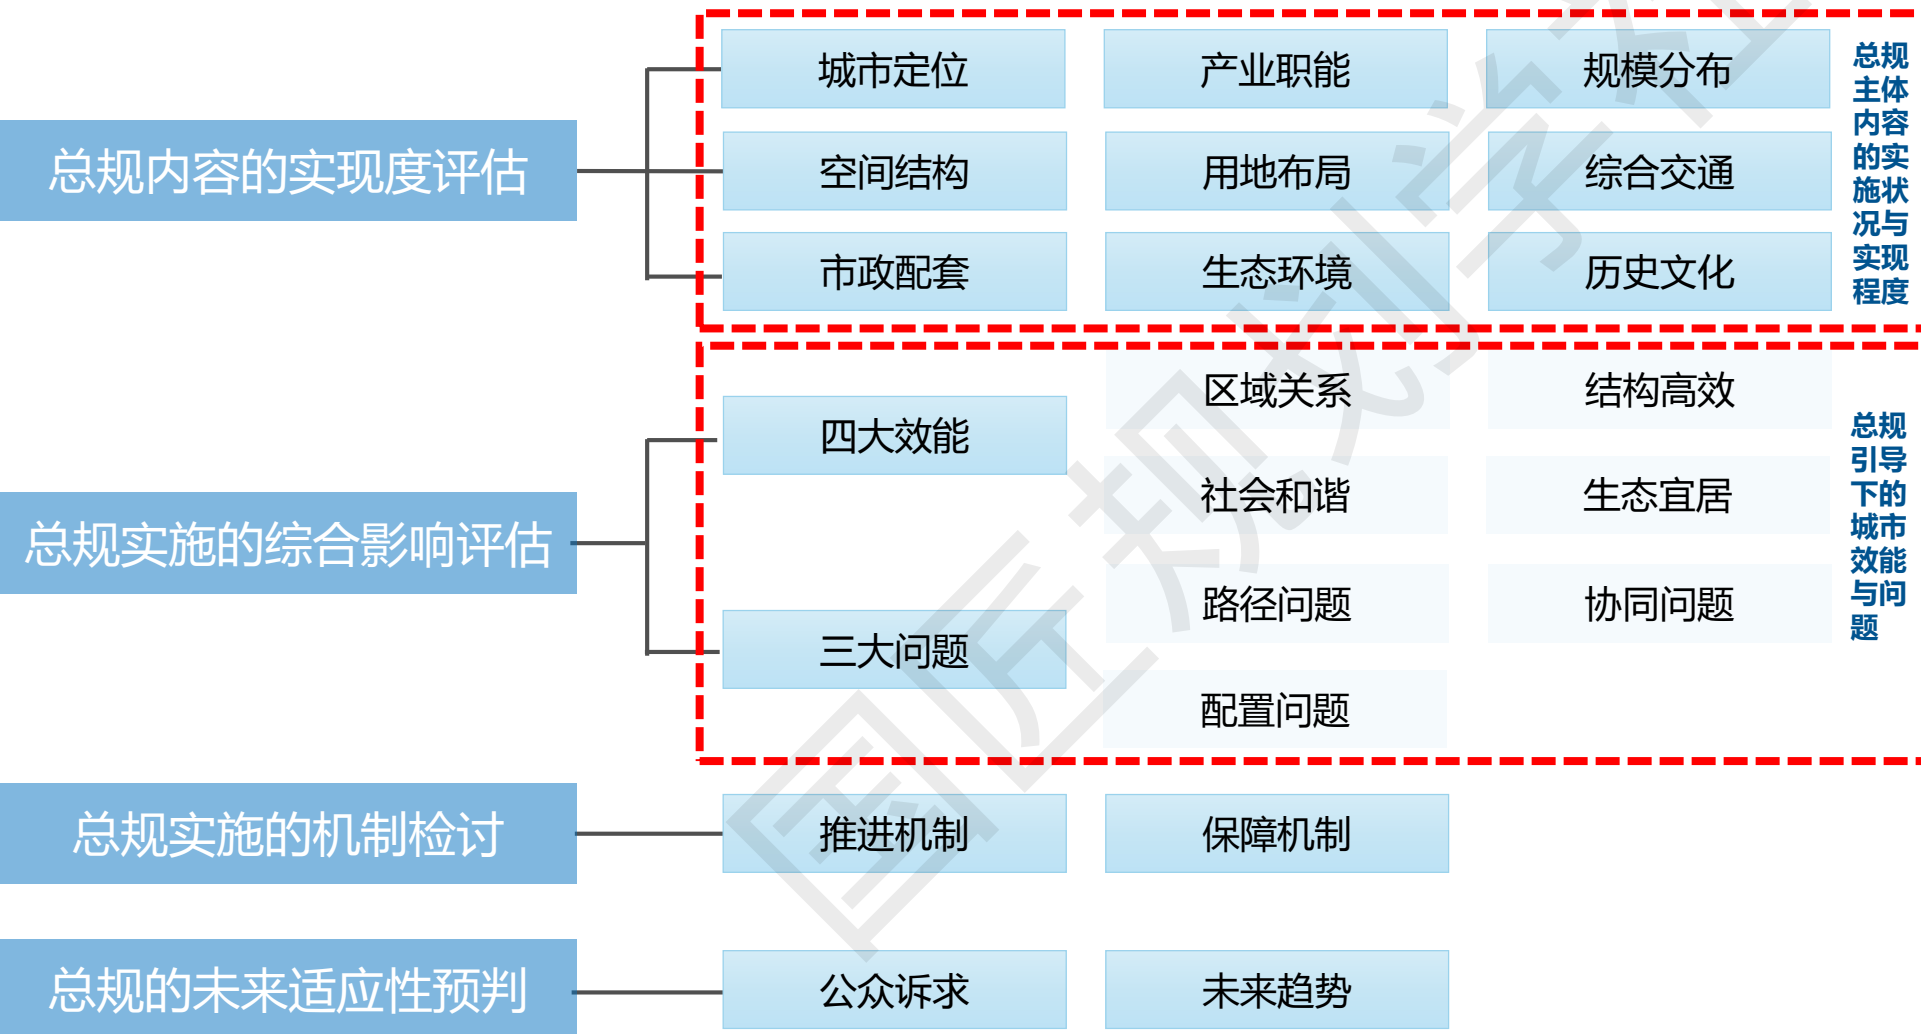 总规内容的实现度评估
城市定位
产业职能
规模分布
空间结构
用地布局
综合交通
市政配套
生态环境
历史文化
总规
主体
内容
的实
施状
况与
实现
程度
总规实施的综合影响评估
四大效能
区域关系
结构高效
社会和谐
生态宜居
三大问题
路径问题
协同问题
配置问题
总规
引导
下的
城市
效能
与问
题
总规实施的机制检讨
推进机制
保障机制
总规的未来适应性预判
公众诉求
未来趋势
国匠规划学社